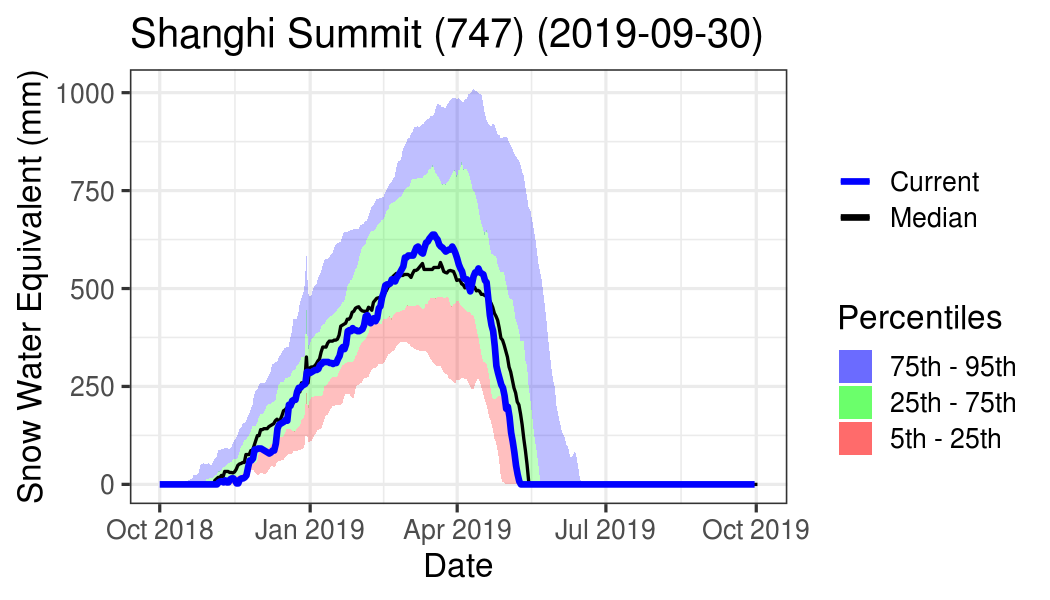 Shanghi Summit (747) (2019-09-30)
Snow Water Equivalent (mm)
1000
750
500
250
0
Oct 2018
Jan 2019
Apr 2019
Jul 2019
Oct 2019
Date
Current
Median
Percentiles
75th - 95th
25th - 75th
5th - 25th